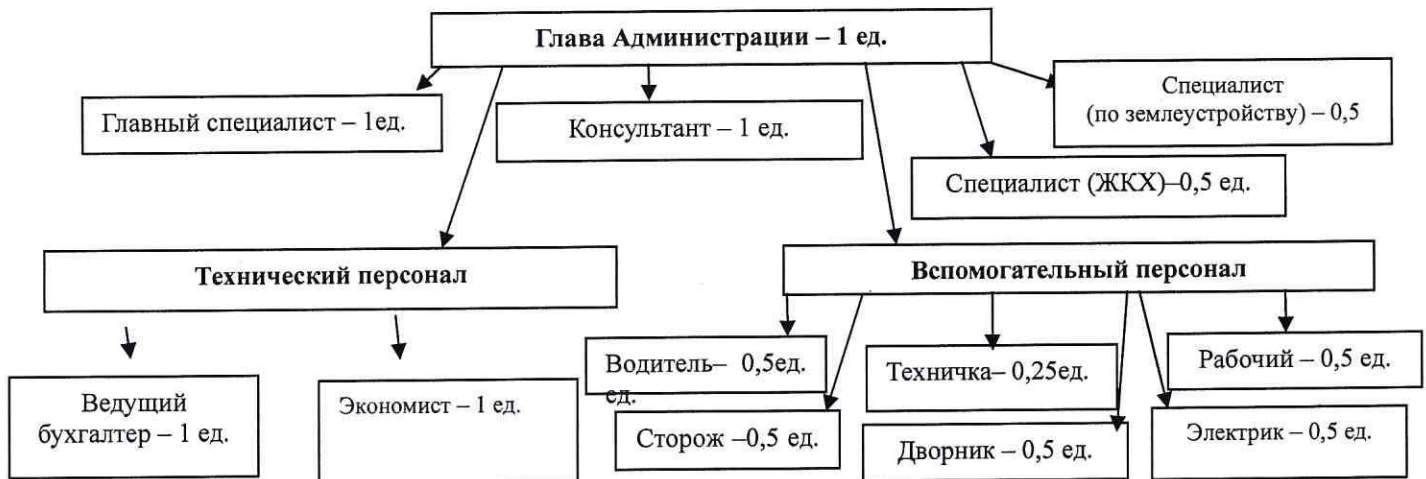 Глава Администрации – 1 ед.
Главный специалист – 1ед.
Консультант – 1 ед.
Специалист
(по землеустройству) – 0,5
Специалист (ЖКХ)–0,5 ед.
Технический персонал
Вспомогательный персонал
Ведущий
бухгалтер – 1 ед.
Экономист – 1 ед.
Водитель– 0,5ед.
ед.
Сторож –0,5 ед.
Техничка– 0,25ед.
Дворник – 0,5 ед.
Рабочий – 0,5 ед.
Электрик – 0,5 ед.